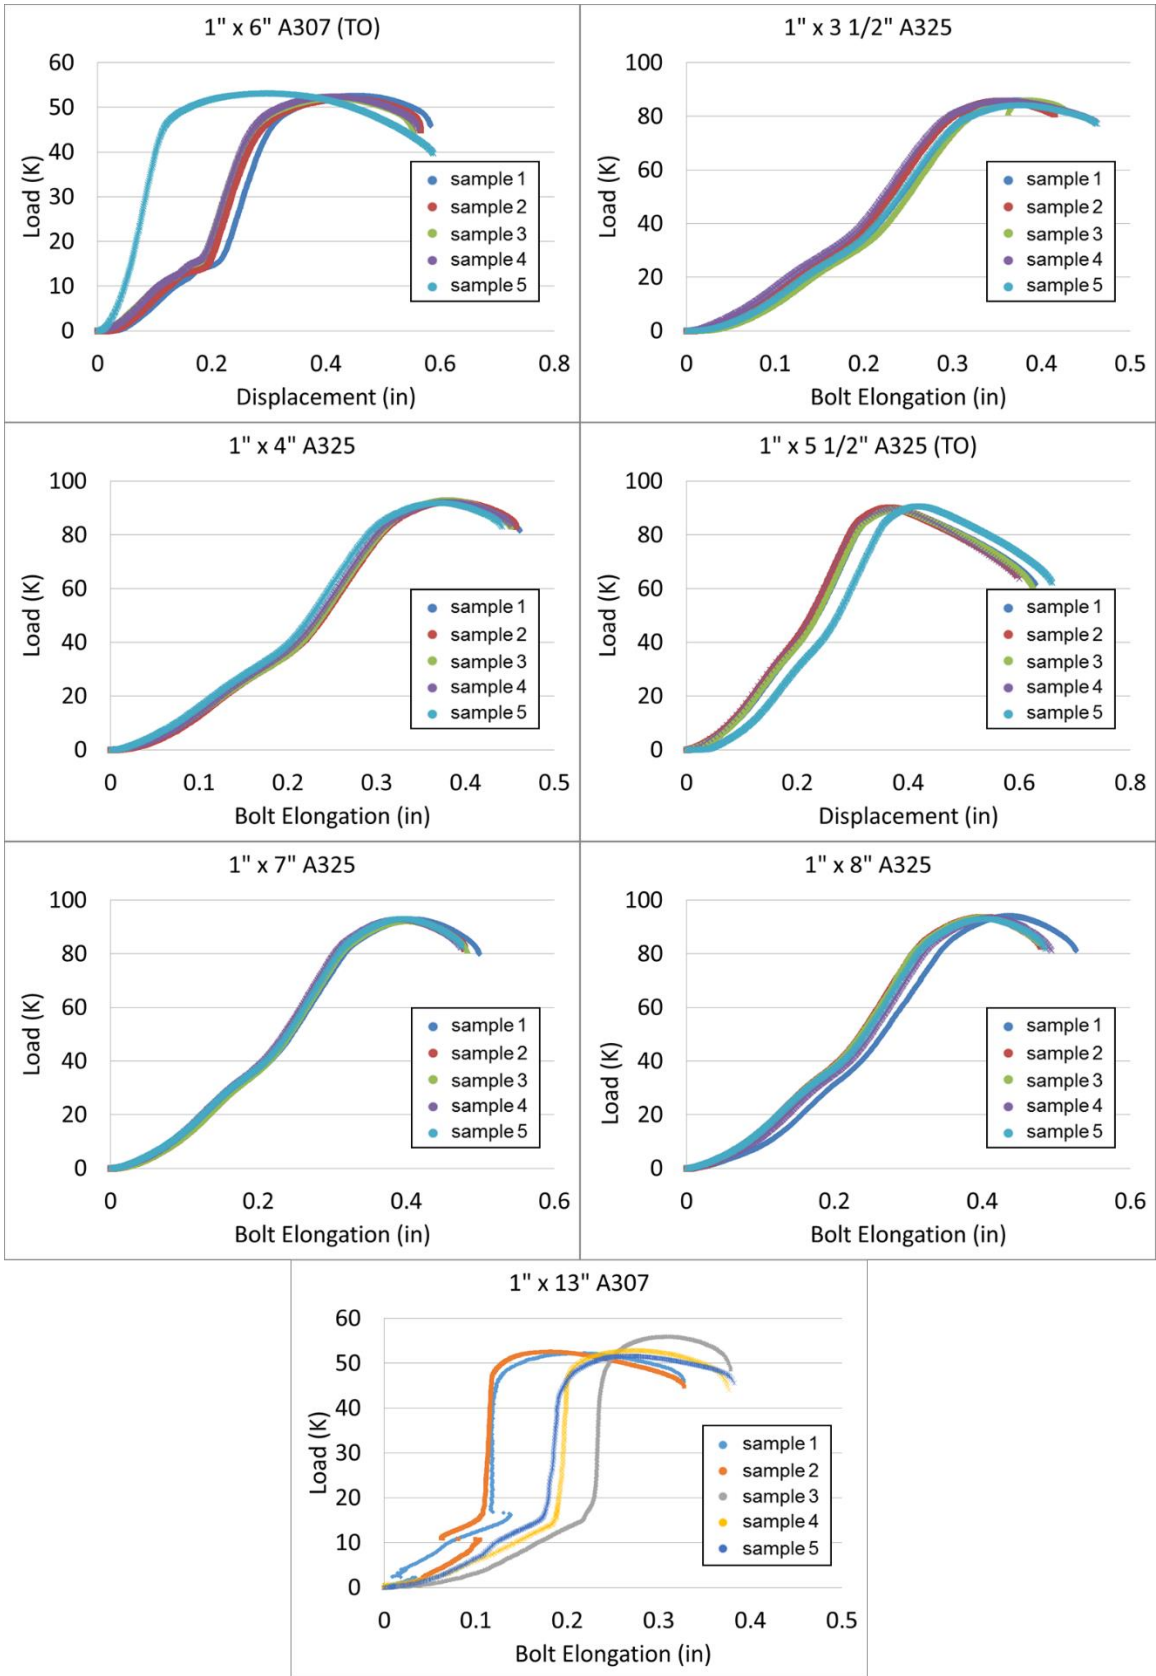 1" x 6" A307 (TO)
60
50
40
30
20
10
0
Load (K)
0 0.2 0.4 0.6 0.8
Displacement (in)
sample 1
sample 2
sample 3
sample 4
sample 5
1" x 3 1/2" A325
100
80
60
40
20
0
Load (K)
0 0.1 0.2 0.3 0.4 0.5
Bolt Elongation (in)
sample 1
sample 2
sample 3
sample 4
sample 5
1" x 4" A325
100
80
60
40
20
0
Load (K)
0 0.1 0.2 0.3 0.4 0.5
Bolt Elongation (in)
sample 1
sample 2
sample 3
sample 4
sample 5
1" x 5 1/2" A325 (TO)
100
80
60
40
20
0
Load (K)
0 0.2 0.4 0.6 0.8
Displacement (in)
sample 1
sample 2
sample 3
sample 4
sample 5
1" x 7" A325
100
80
60
40
20
0
Load (K)
0 0.2 0.4 0.6
Bolt Elongation (in)
sample 1
sample 2
sample 3
sample 4
sample 5
1" x 8" A325
100
80
60
40
20
0
Load (K)
0 0.2 0.4 0.6
Bolt Elongation (in)
sample 1
sample 2
sample 3
sample 4
sample 5
1" x 13" A307
60
50
40
30
20
10
0
Load (K)
0 0.1 0.2 0.3 0.4 0.5
Bolt Elongation (in)
sample 1
sample 2
sample 3
sample 4
sample 5